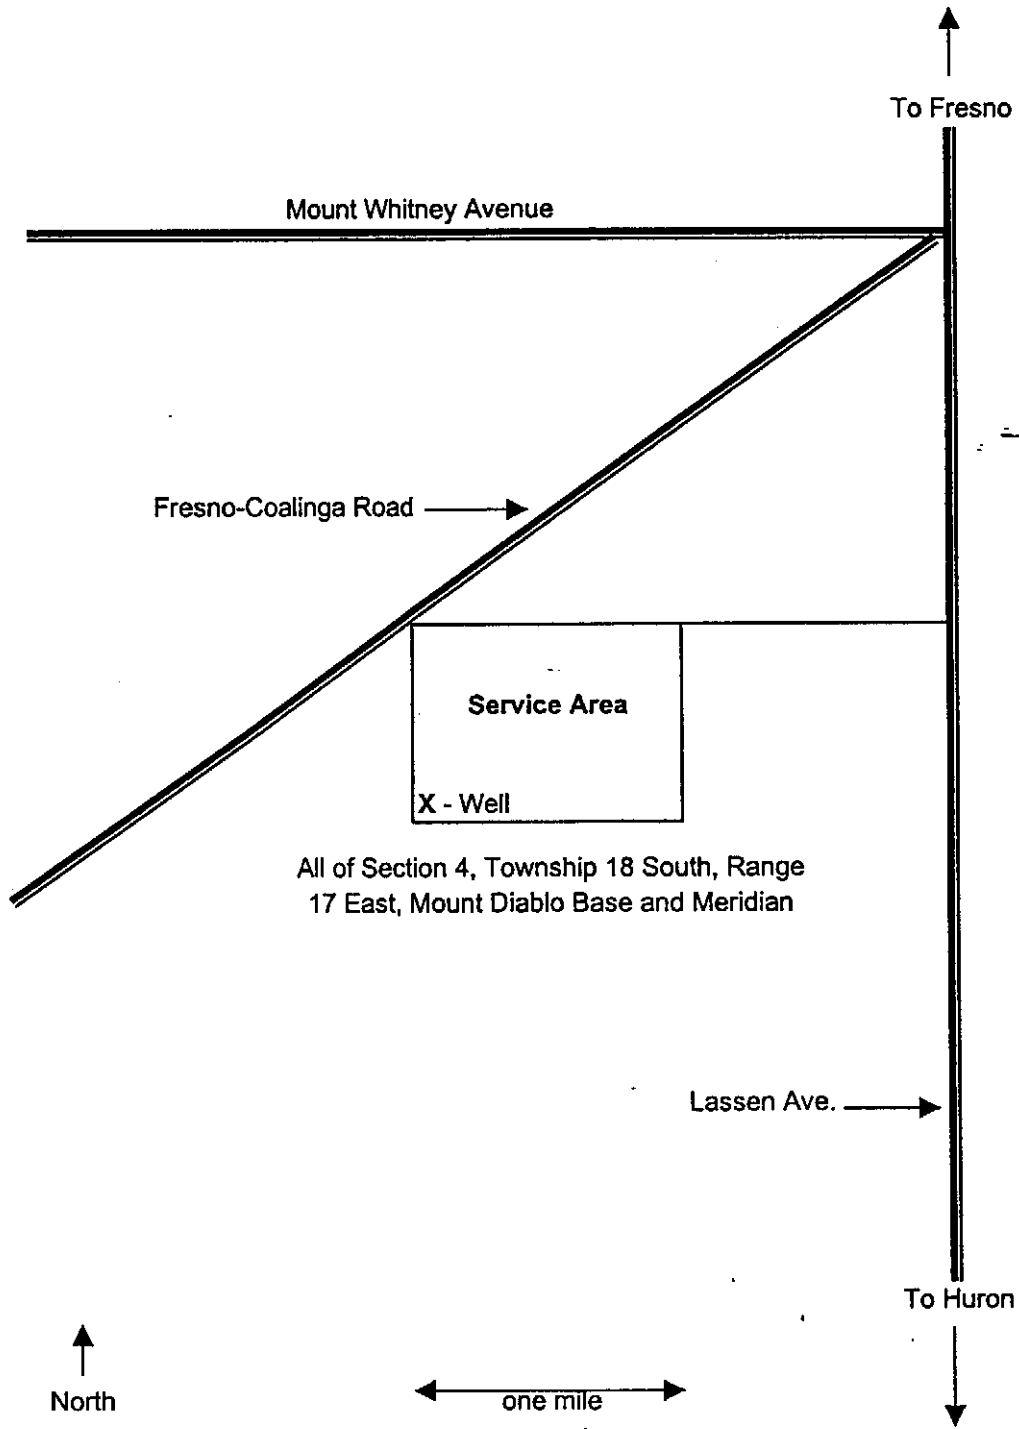 To Fresno
Mount Whitney Avenue
Fresno-Coalinga Road
Service Area
X - Well
All of Section 4, Township 18 South, Range
17 East, Mount Diablo Base and Meridian
Lassen Ave.
To Huron
North
one mile